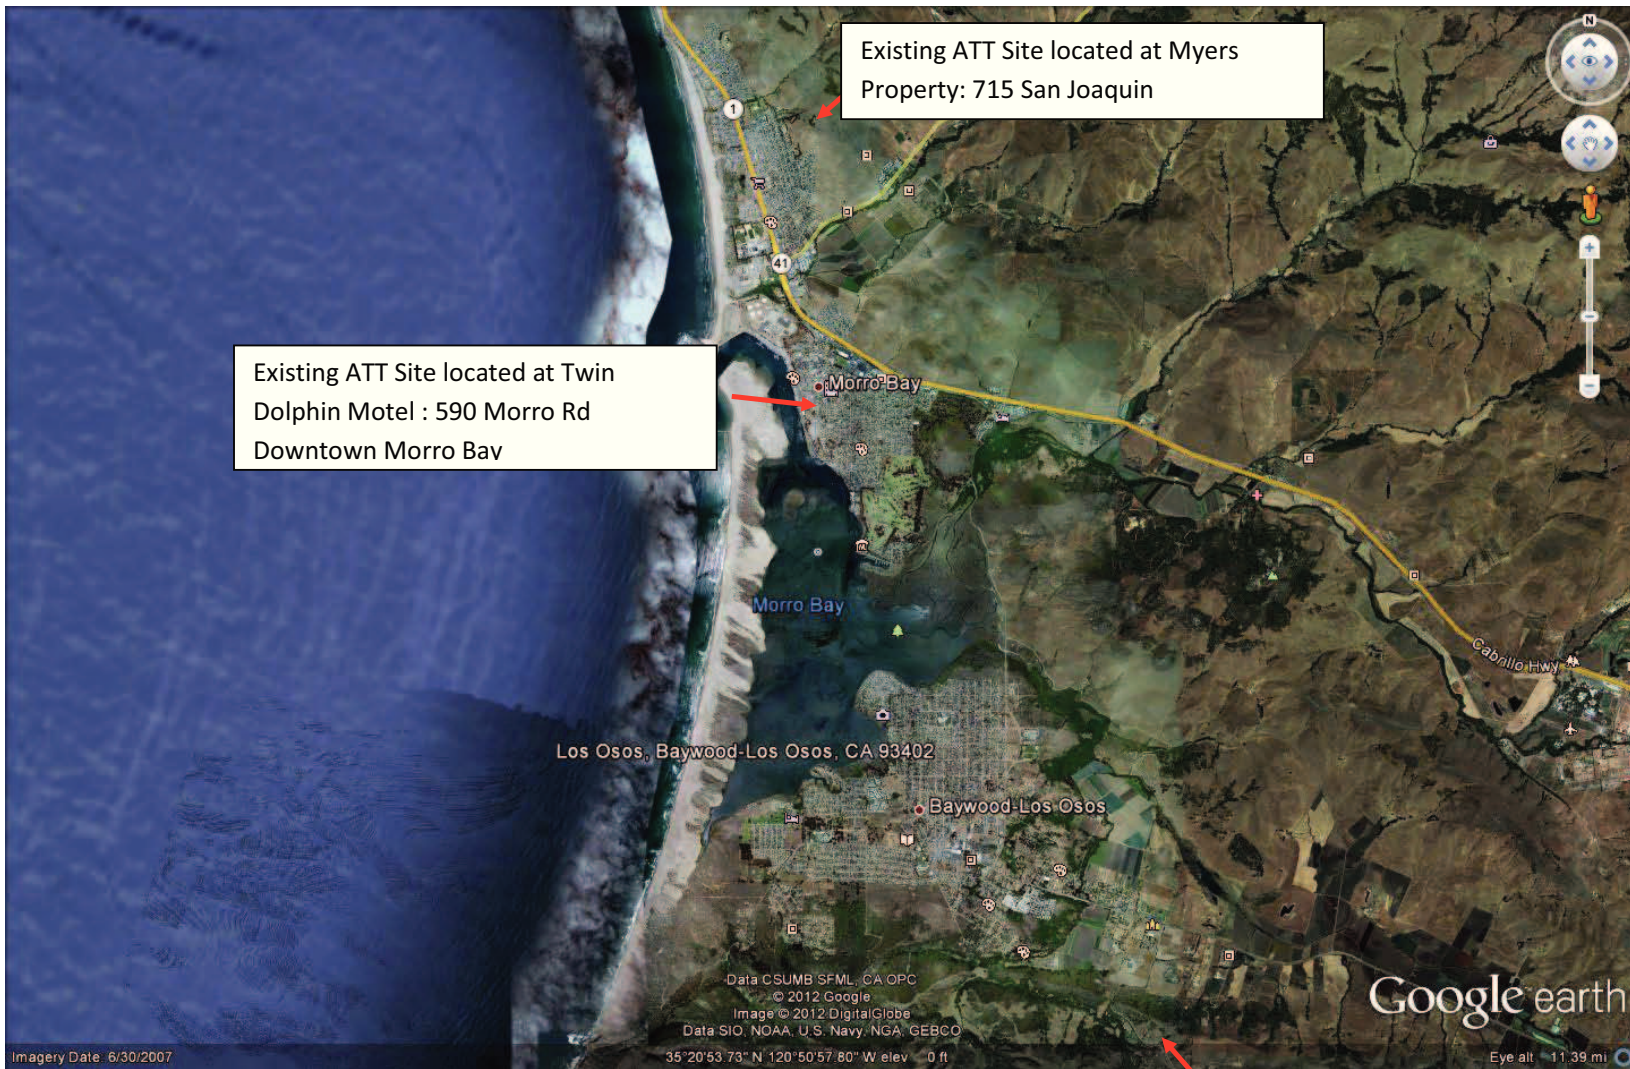 Existing ATT Site located at Myers
Property: 715 San Joaquin
N
1
41
Existing ATT Site located at Twin
Dolphin Motel : 590 Morro Rd
Downtown Morro Bay
Morro Bay
Morro Bay
Cabrillo Hwy
Los Osos, Baywood-Los Osos, CA 93402
Baywood-Los Osos
Data CSUMB SFML, CA OPC
© 2012 Google
Image © 2012 DigitalGlobe
Data SIO, NOAA, U.S. Navy, NGA, GEBCO
Google earth
Imagery Date: 6/30/2007
35°20'53.73" N 120°50'57.80" W elev 0 ft
Eye alt 11.39 mi